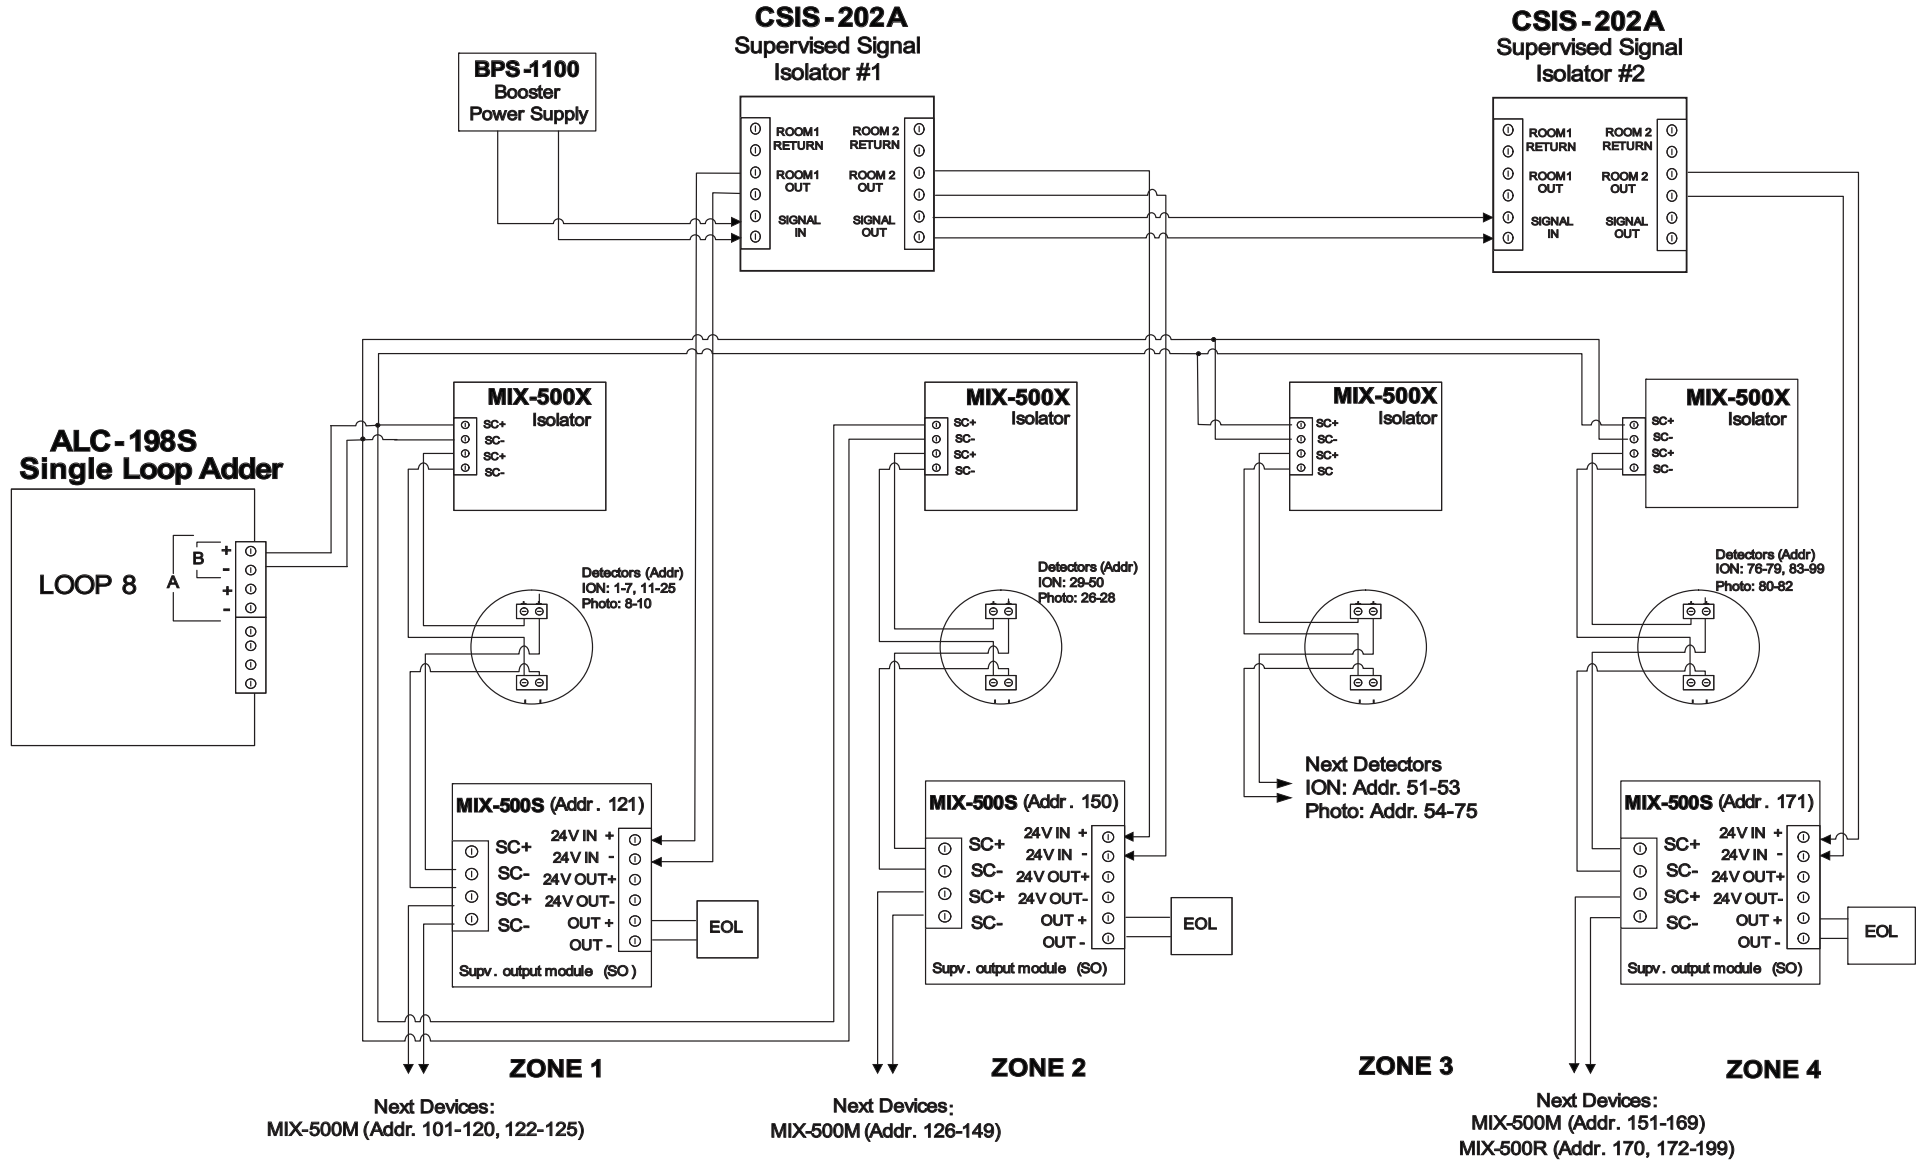 CSIS-202A
Supervised Signal
Isolator #1
CSIS-202A
Supervised Signal
Isolator #2
BPS-1100
Booster
Power Supply
ROOM1
RETURN
ROOM1
OUT
SIGNAL
IN
ROOM 2
RETURN
ROOM 2
OUT
SIGNAL
OUT
ROOM1
RETURN
ROOM1
OUT
SIGNAL
IN
ROOM 2
RETURN
ROOM 2
OUT
SIGNAL
OUT
ALC-198S
Single Loop Adder
LOOP 8
A
B
+
-
+
-
MIX-500X
Isolator
SC+
SC-
SC+
SC-
MIX-500X
Isolator
SC+
SC-
SC+
SC-
MIX-500X
Isolator
SC+
SC-
SC+
SC
MIX-500X
Isolator
SC+
SC-
SC+
SC-
Detectors (Addr)
ION: 1-7, 11-25
Photo: 8-10
Detectors (Addr)
ION: 29-50
Photo: 26-28
Detectors (Addr)
ION: 76-79, 83-99
Photo: 80-82
Next Detectors
ION: Addr. 51-53
Photo: Addr. 54-75
MIX-500S (Addr. 121)
SC+
SC-
SC+
SC-
24V IN +
24V IN -
24V OUT+
24V OUT-
OUT +
OUT -
Supv. output module (SO)
EOL
MIX-500S (Addr. 150)
SC+
SC-
SC+
SC-
24V IN +
24V IN -
24V OUT+
24V OUT-
OUT +
OUT -
Supv. output module (SO)
EOL
MIX-500S (Addr. 171)
SC+
SC-
SC+
SC-
24V IN +
24V IN -
24V OUT+
24V OUT-
OUT +
OUT -
Supv. output module (SO)
EOL
ZONE 1
ZONE 2
ZONE 3
ZONE 4
Next Devices:
MIX-500M (Addr. 101-120, 122-125)
Next Devices:
MIX-500M (Addr. 126-149)
Next Devices:
MIX-500M (Addr. 151-169)
MIX-500R (Addr. 170, 172-199)